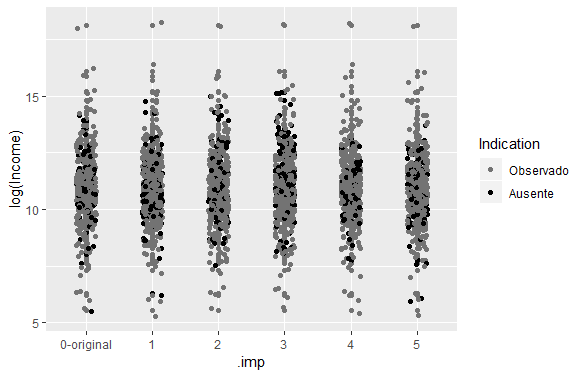 log(Income)
15
10
5
0-original
1
2
3
4
5
.imp
Indication
Observado
Ausente